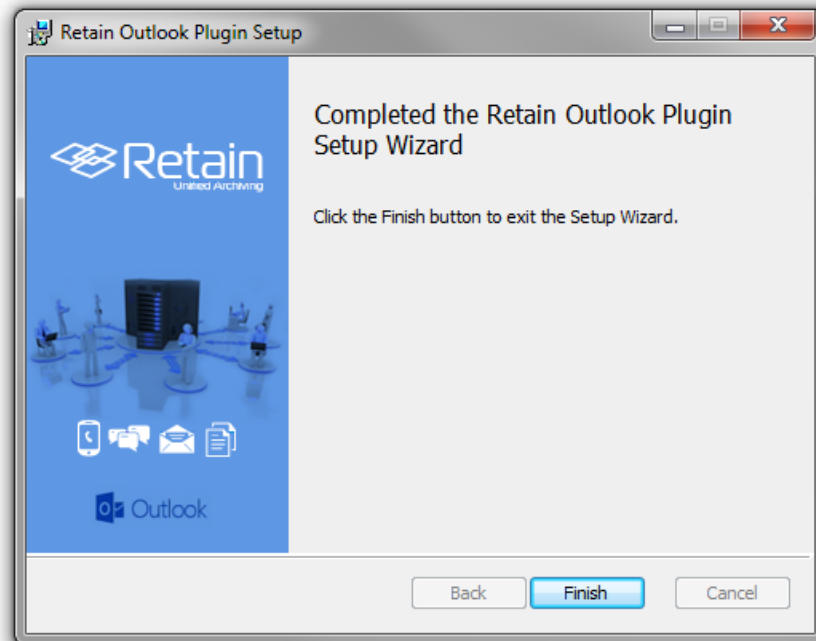 Retain Outlook Plugin Setup
Retain
Unified Archiving
Completed the Retain Outlook Plugin
Setup Wizard
Click the Finish button to exit the Setup Wizard.
Outlook
Back
Finish
Cancel